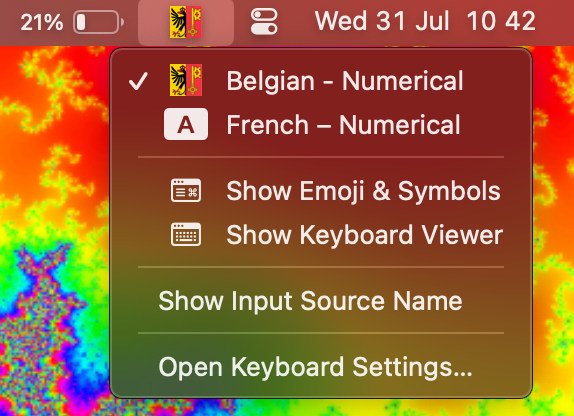 21% Wed 31 Jul 10 42
Belgian - Numerical
A French – Numerical
Show Emoji & Symbols
Show Keyboard Viewer
Show Input Source Name
Open Keyboard Settings...